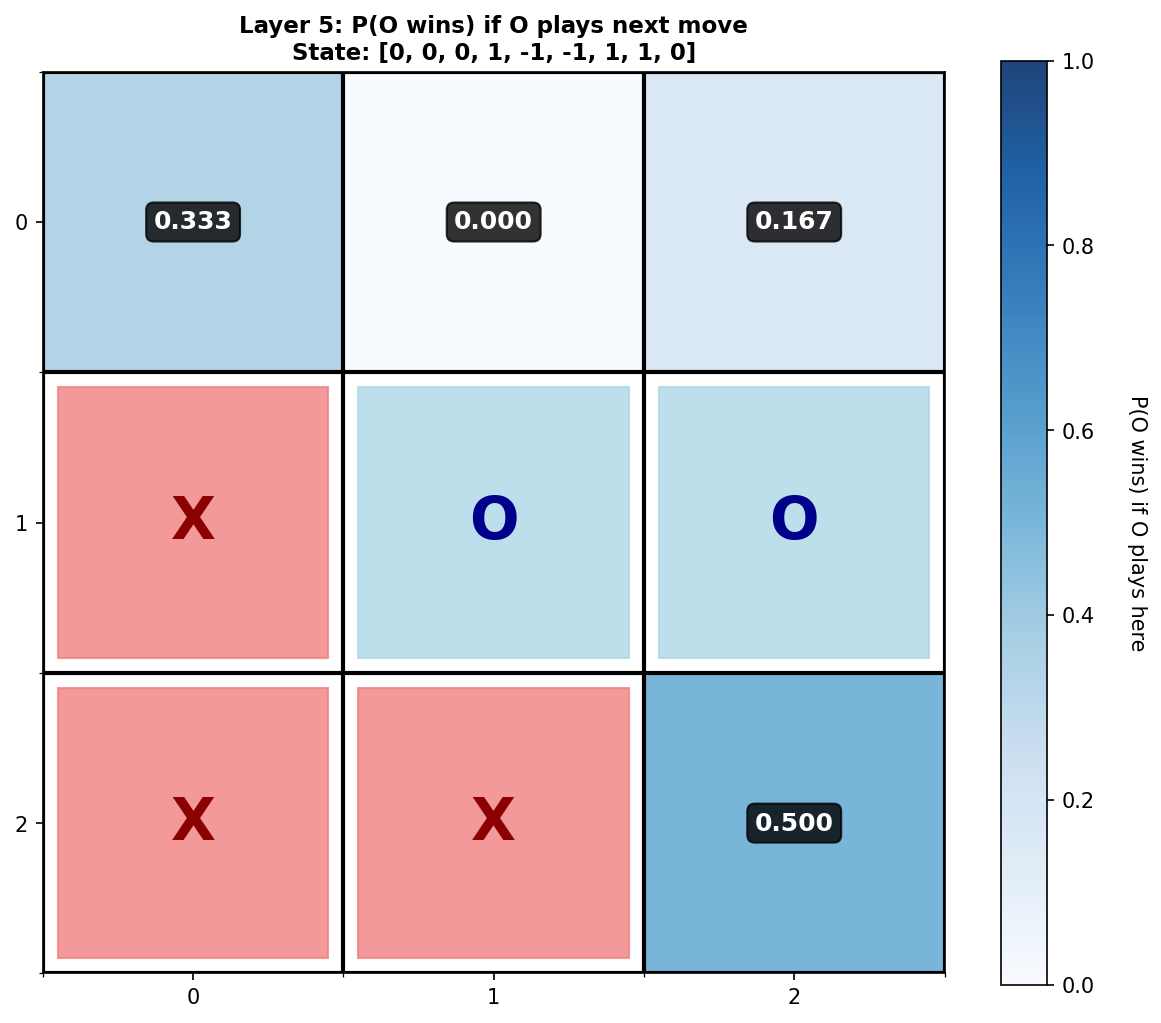 Layer 5: P(O wins) if O plays next move
State: [0, 0, 0, 1, -1, -1, 1, 1, 0]
0.333 0.000 0.167
X O O
X X 0.500
0
1
2
0 1 2
1.0
0.8
0.6
0.4
0.2
0.0
P(O wins) if O plays here